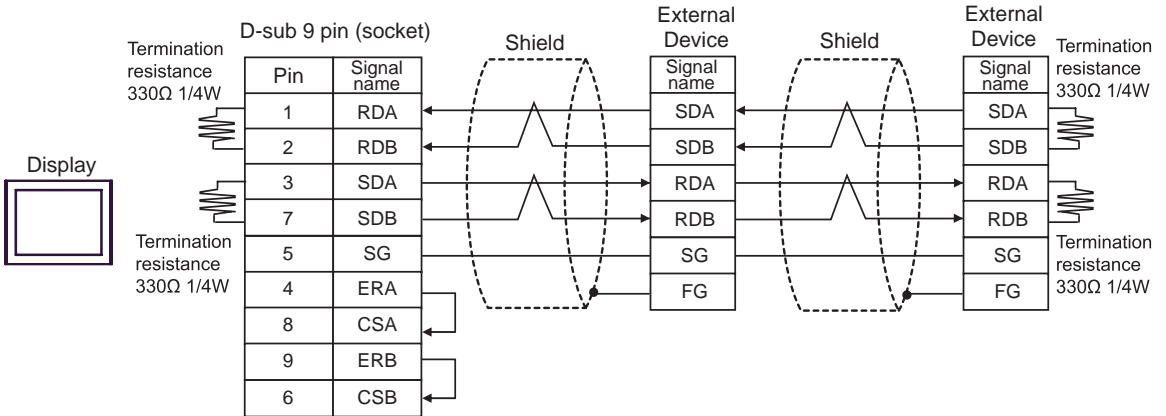 D-sub 9 pin (socket)
Termination
resistance
330Ω 1/4W
Display
Termination
resistance
330Ω 1/4W
Pin Signal name
1 RDA
2 RDB
3 SDA
7 SDB
5 SG
4 ERA
8 CSA
9 ERB
6 CSB
Shield
External
Device
Signal
name
SDA
SDB
RDA
RDB
SG
FG
Shield
External
Device
Signal
name
SDA
SDB
RDA
RDB
SG
FG
Termination
resistance
330Ω 1/4W
Termination
resistance
330Ω 1/4W